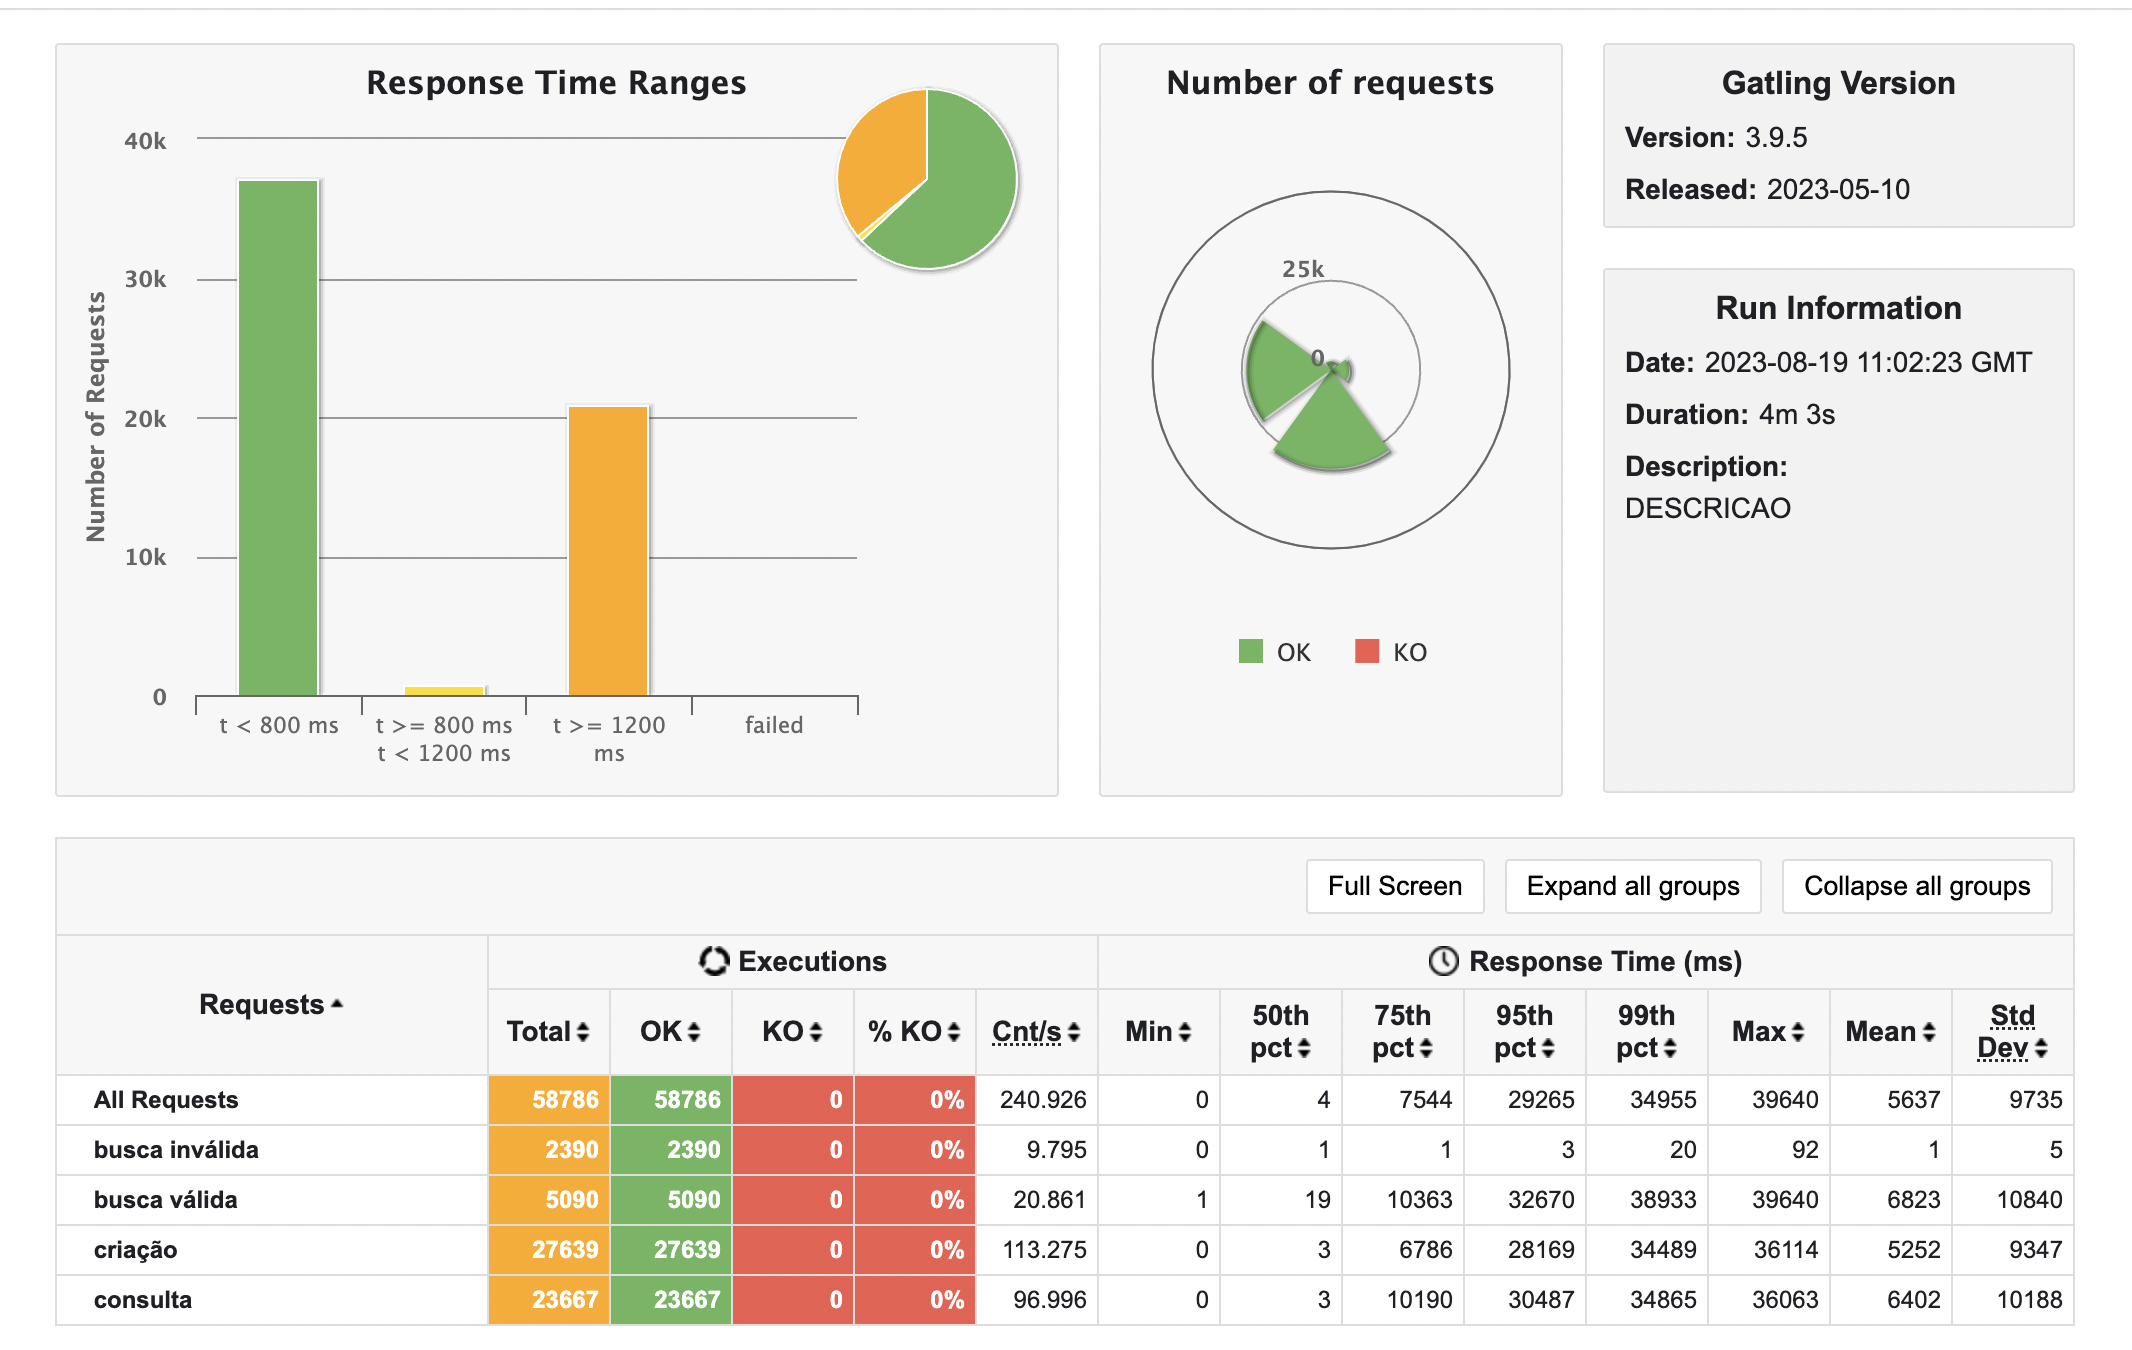 Response Time Ranges
40k
30k
20k
10k
0
Number of Requests
t < 800 ms
t >= 800 ms
t < 1200 ms
t >= 1200
ms
failed
Number of requests
25k
0
OK
KO
Gatling Version
Version: 3.9.5
Released: 2023-05-10
Run Information
Date: 2023-08-19 11:02:23 GMT
Duration: 4m 3s
Description:
DESCRICAO
Full Screen
Expand all groups
Collapse all groups
Requests
Executions
Response Time (ms)
Total OK KO % KO Cnt/s Min 50th pct 75th pct 95th pct 99th pct Max Mean Std Dev
All Requests 58786 58786 0 0% 240.926 0 4 7544 29265 34955 39640 5637 9735
busca inválida 2390 2390 0 0% 9.795 0 1 1 3 20 92 1 5
busca válida 5090 5090 0 0% 20.861 1 19 10363 32670 38933 39640 6823 10840
criação 27639 27639 0 0% 113.275 0 3 6786 28169 34489 36114 5252 9347
consulta 23667 23667 0 0% 96.996 0 3 10190 30487 34865 36063 6402 10188